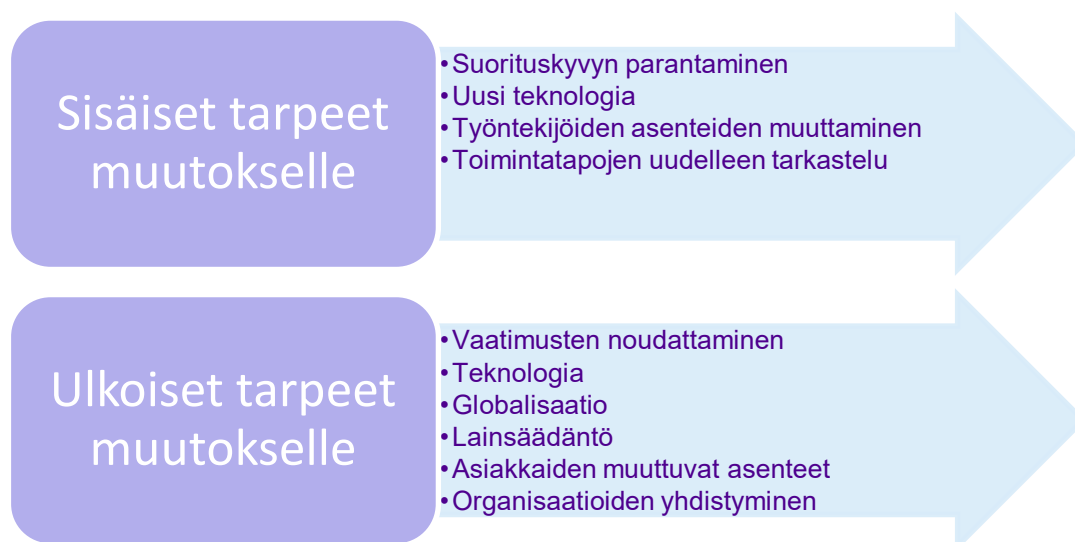 Sisäiset tarpeet
muutokselle
•Suorituskyvyn parantaminen
•Uusi teknologia
•Työntekijöiden asenteiden muuttaminen
•Toimintatapojen uudelleen tarkastelu
Ulkoiset tarpeet
muutokselle
•Vaatimusten noudattaminen
•Teknologia
•Globalisaatio
•Lainsäädäntö
•Asiakkaiden muuttuvat asenteet
•Organisaatioiden yhdistyminen